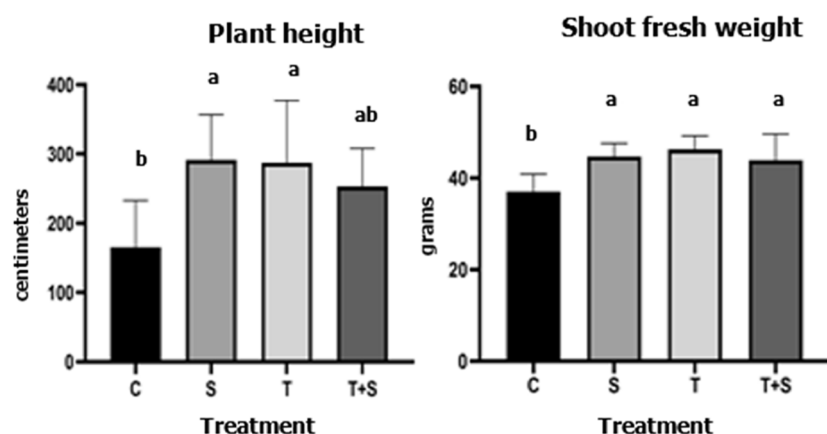 Plant height
400
300
200
100
0
centimeters
b
a
a
ab
C S T T+S
Treatment
Shoot fresh weight
60
40
20
0
grams
b
a
a
a
C S T T+S
Treatment